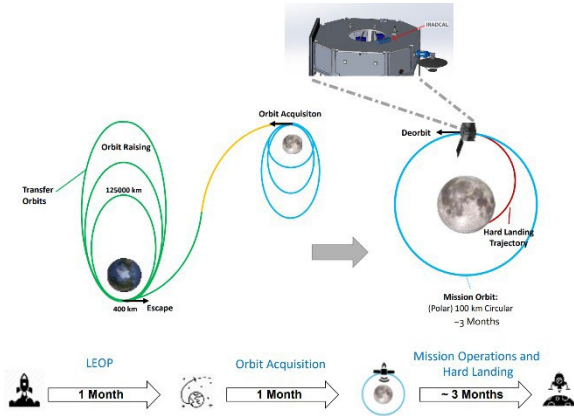 IRADCAL
Orbit Acquisiton
Deorbit
Orbit Raising
Transfer
Orbits
125000 km
Hard Landing
Trajectory
400 km
Escape
Mission Orbit:
(Polar) 100 km Circular
~3 Months
LEOP
Orbit Acquisition
Mission Operations and
Hard Landing
1 Month
1 Month
~ 3 Months